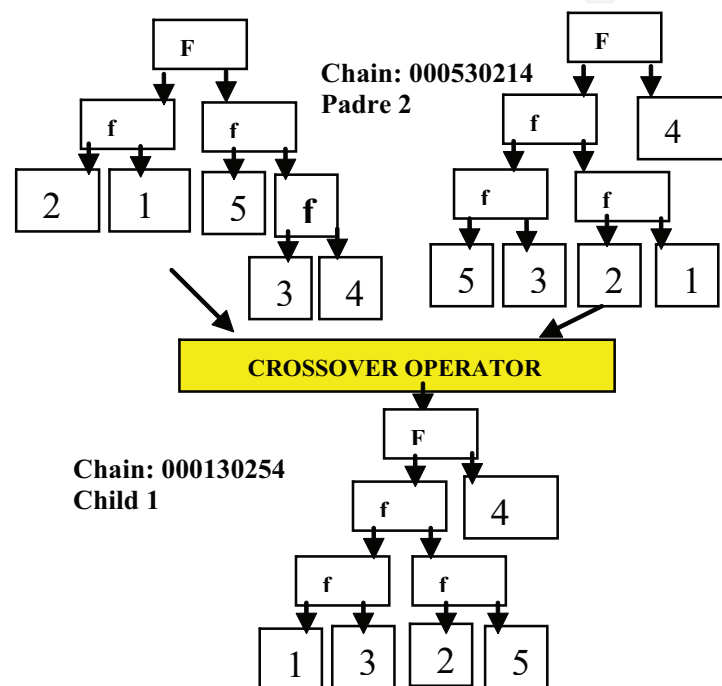 F
f f
2 1 5 f
3 4
Chain: 000530214
Padre 2
F
f 4
f f
5 3 2 1
CROSSOVER OPERATOR
Chain: 000130254
Child 1
F
f 4
f f
1 3 2 5